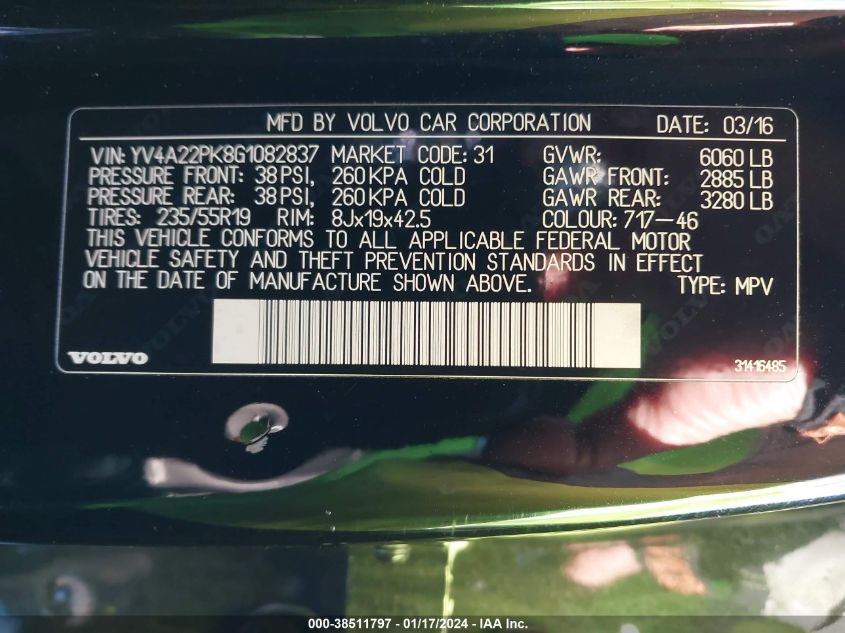 MFD BY VOLVO CAR CORPORATION DATE: 03/16
VIN: YV4A22PK8G1082837 MARKET CODE: 31 GVWR: 6060 LB
PRESSURE FRONT: 38 PSI, 260 KPA COLD GAWR FRONT: 2885 LB
PRESSURE REAR: 38 PSI, 260 KPA COLD GAWR REAR: 3280 LB
TIRES: 235/55R19 RIM: 8Jx19x42.5 COLOUR: 717-46
THIS VEHICLE CONFORMS TO ALL APPLICABLE FEDERAL MOTOR
VEHICLE SAFETY AND THEFT PREVENTION STANDARDS IN EFFECT
ON THE DATE OF MANUFACTURE SHOWN ABOVE. TYPE: MPV
VOLVO 31416485
000-38511797 - 01/17/2024 - IAA Inc.